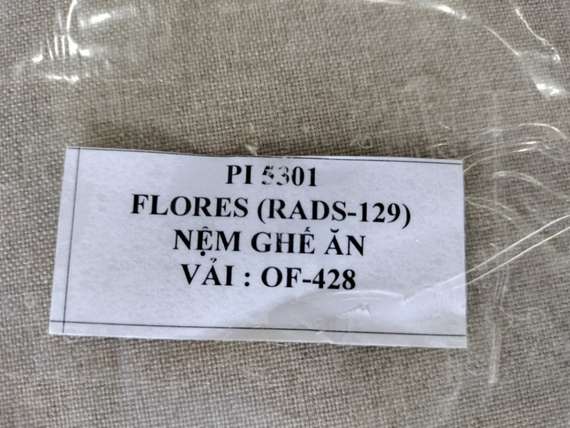 PI 5301
FLORES (RADS-129)
NỆM GHẾ ĂN
VẢI : OF-428